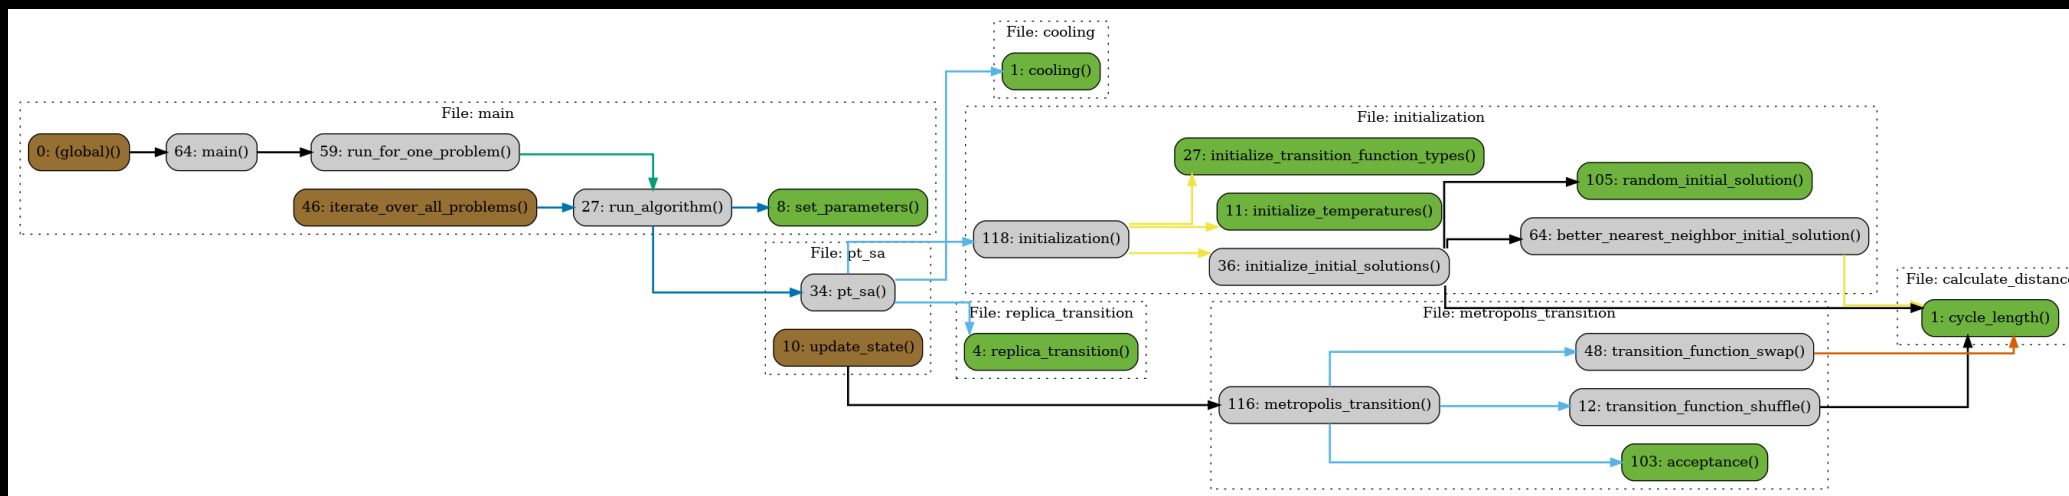 File: cooling
1: cooling()
File: main
0: (global)()
64: main()
59: run_for_one_problem()
46: iterate_over_all_problems()
27: run_algorithm()
8: set_parameters()
File: initialization
27: initialize_transition_function_types()
11: initialize_temperatures()
118: initialization()
36: initialize_initial_solutions()
105: random_initial_solution()
64: better_nearest_neighbor_initial_solution()
File: pt_sa
34: pt_sa()
10: update_state()
File: replica_transition
4: replica_transition()
File: metropolis_transition
48: transition_function_swap()
116: metropolis_transition()
12: transition_function_shuffle()
103: acceptance()
File: calculate_distance
1: cycle_length()